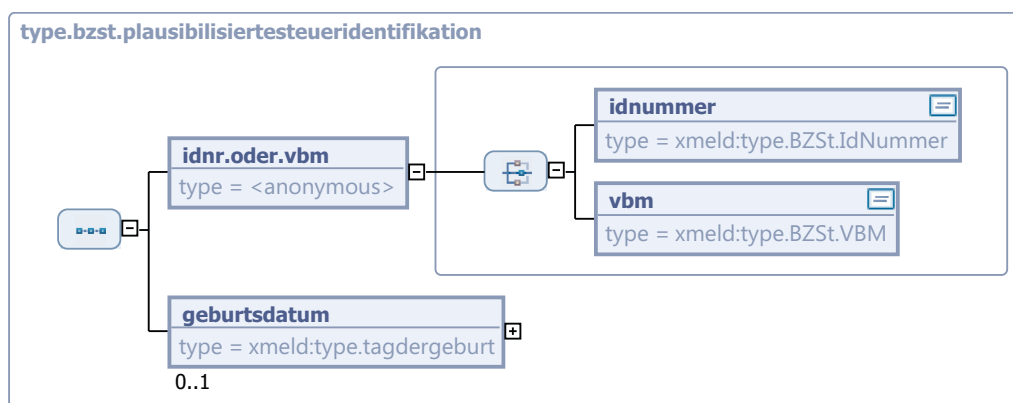 type.bzst.plausibilisiertesteueridentifikation
idnr.oder.vbm
type = <anonymous>
idnummer
type = xmeld:type.BZSt.IdNummer
vbm
type = xmeld:type.BZSt.VBM
geburtsdatum
type = xmeld:type.tagdergeburt
0..1